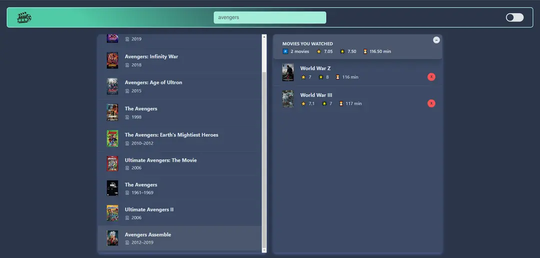 avengers
2019
Avengers: Infinity War
2018
Avengers: Age of Ultron
2015
The Avengers
1998
The Avengers: Earth's Mightiest Heroes
2010–2012
Ultimate Avengers: The Movie
2006
The Avengers
1961–1969
Ultimate Avengers II
2006
Avengers Assemble
2012–2019
MOVIES YOU WATCHED
2 movies 7.05 7.50 116.50 min
World War Z
7 8 116 min
World War III
7.1 7 117 min